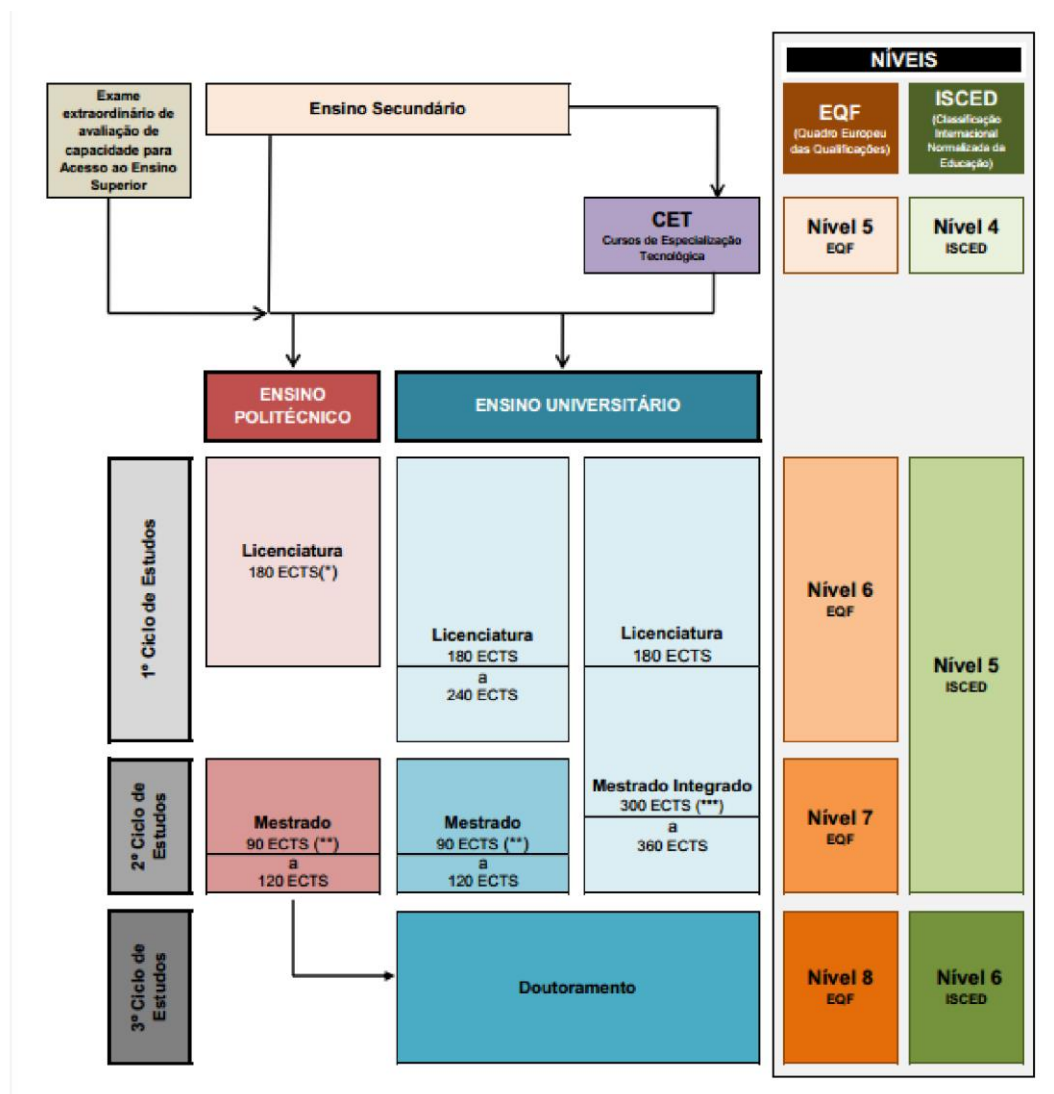 NÍVEIS
Exame
extraordinário de
avaliação de
capacidade para
Acesso ao Ensino
Superior
Ensino Secundário
EQF
(Quadro Europeu
das Qualificações)
ISCED
(Classificação
Internacional
Normalizada da
Educação)
CET
Cursos de Especialização
Tecnológica
Nível 5
EQF
Nível 4
ISCED
ENSINO
POLITÉCNICO
ENSINO UNIVERSITÁRIO
1º Ciclo de Estudos
Licenciatura
180 ECTS(*)
Licenciatura
180 ECTS
a
240 ECTS
Licenciatura
180 ECTS
Nível 6
EQF
Nível 5
ISCED
2º Ciclo de
Estudos
Mestrado
90 ECTS (**)
a
120 ECTS
Mestrado
90 ECTS (**)
a
120 ECTS
Mestrado Integrado
300 ECTS (***)
a
360 ECTS
Nível 7
EQF
3º Ciclo de
Estudos
Doutoramento
Nível 8
EQF
Nível 6
ISCED